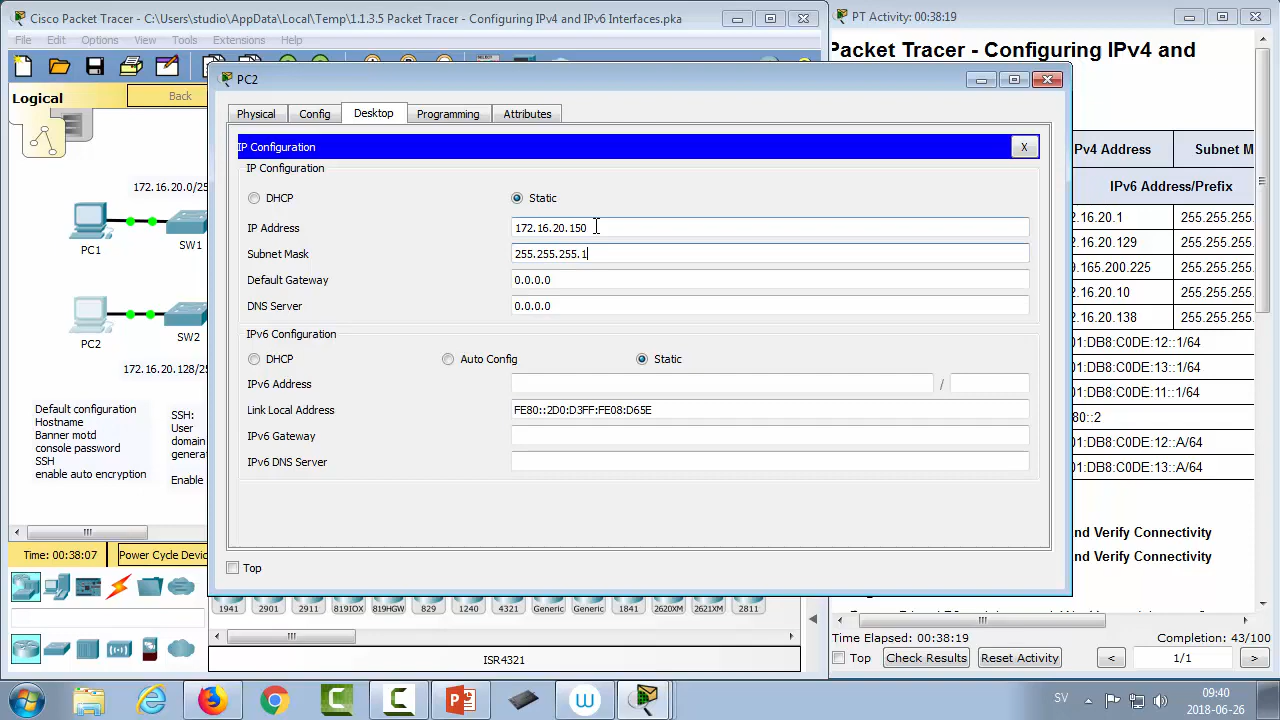 Cisco Packet Tracer - C:\Users\studio\AppData\Local\Temp\1.1.3.5 Packet Tracer - Configuring IPv4 and IPv6 Interfaces.pka
File Edit Options View Tools Extensions Help
Logical
Back
172.16.20.0/25
PC1
SW1
PC2
SW2
172.16.20.128/25
Default configuration
Hostname
Banner motd
console password
SSH
enable auto encryption
SSH:
User
domain
genera
Enable
Time: 00:38:07
Power Cycle Devic
PC2
Physical
Config
Desktop
Programming
Attributes
IP Configuration
X
IP Configuration
DHCP
Static
IP Address
172.16.20.150
Subnet Mask
255.255.255.1
Default Gateway
0.0.0.0
DNS Server
0.0.0.0
IPv6 Configuration
DHCP
Auto Config
Static
IPv6 Address
/
Link Local Address
FE80::2D0:D3FF:FE08:D65E
IPv6 Gateway
IPv6 DNS Server
Top
1941 2901 2911 819IOX 819HGW 829 1240 4321 Generic Generic 1841 2620XM 2621XM 2811
ISR4321
PT Activity: 00:38:19
Packet Tracer - Configuring IPv4 and
Pv4 Address
Subnet M
IPv6 Address/Prefix
2.16.20.1 255.255.255
2.16.20.129 255.255.255
9.165.200.225 255.255.255
2.16.20.10 255.255.255
2.16.20.138 255.255.255
01:DB8:C0DE:12::1/64
01:DB8:C0DE:13::1/64
01:DB8:C0DE:11::1/64
80::2
01:DB8:C0DE:12::A/64
01:DB8:C0DE:13::A/64
and Verify Connectivity
and Verify Connectivity
Time Elapsed: 00:38:19
Completion: 43/100
Top
Check Results
Reset Activity
<
1/1
>
SV
09:40
2018-06-26